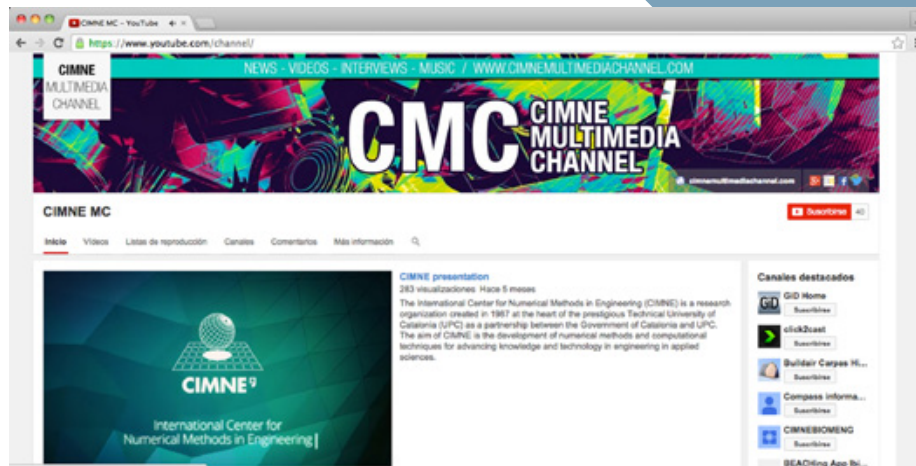 CIMNE MC - YouTube
https://www.youtube.com/channel/
CIMNE
MULTIMEDIA
CHANNEL
NEWS - VIDEOS - INTERVIEWS - MUSIC / WWW.CIMNEMULTIMEDIACHANNEL.COM
CMC
CIMNE
MULTIMEDIA
CHANNEL
cimnemultimediachannel.com
CIMNE MC
Suscribirse 40
Inicio Vídeos Listas de reproducción Canales Comentarios Más información
CIMNE
International Center for
Numerical Methods in Engineering
CIMNE presentation
283 visualizaciones Hace 5 meses
The International Center for Numerical Methods in Engineering (CIMNE) is a research
organization created in 1987 at the heart of the prestigious Technical University of
Catalonia (UPC) as a partnership between the Government of Catalonia and UPC.
The aim of CIMNE is the development of numerical methods and computational
techniques for advancing knowledge and technology in engineering in applied
sciences.
Canales destacados
GiD
GiD Home
Suscribirse
click2cast
Suscribirse
Buildair Carpas Hi...
Suscribirse
Compass informa...
Suscribirse
CIMNEBIOMENG
Suscribirse
BEACHing App Ibi...